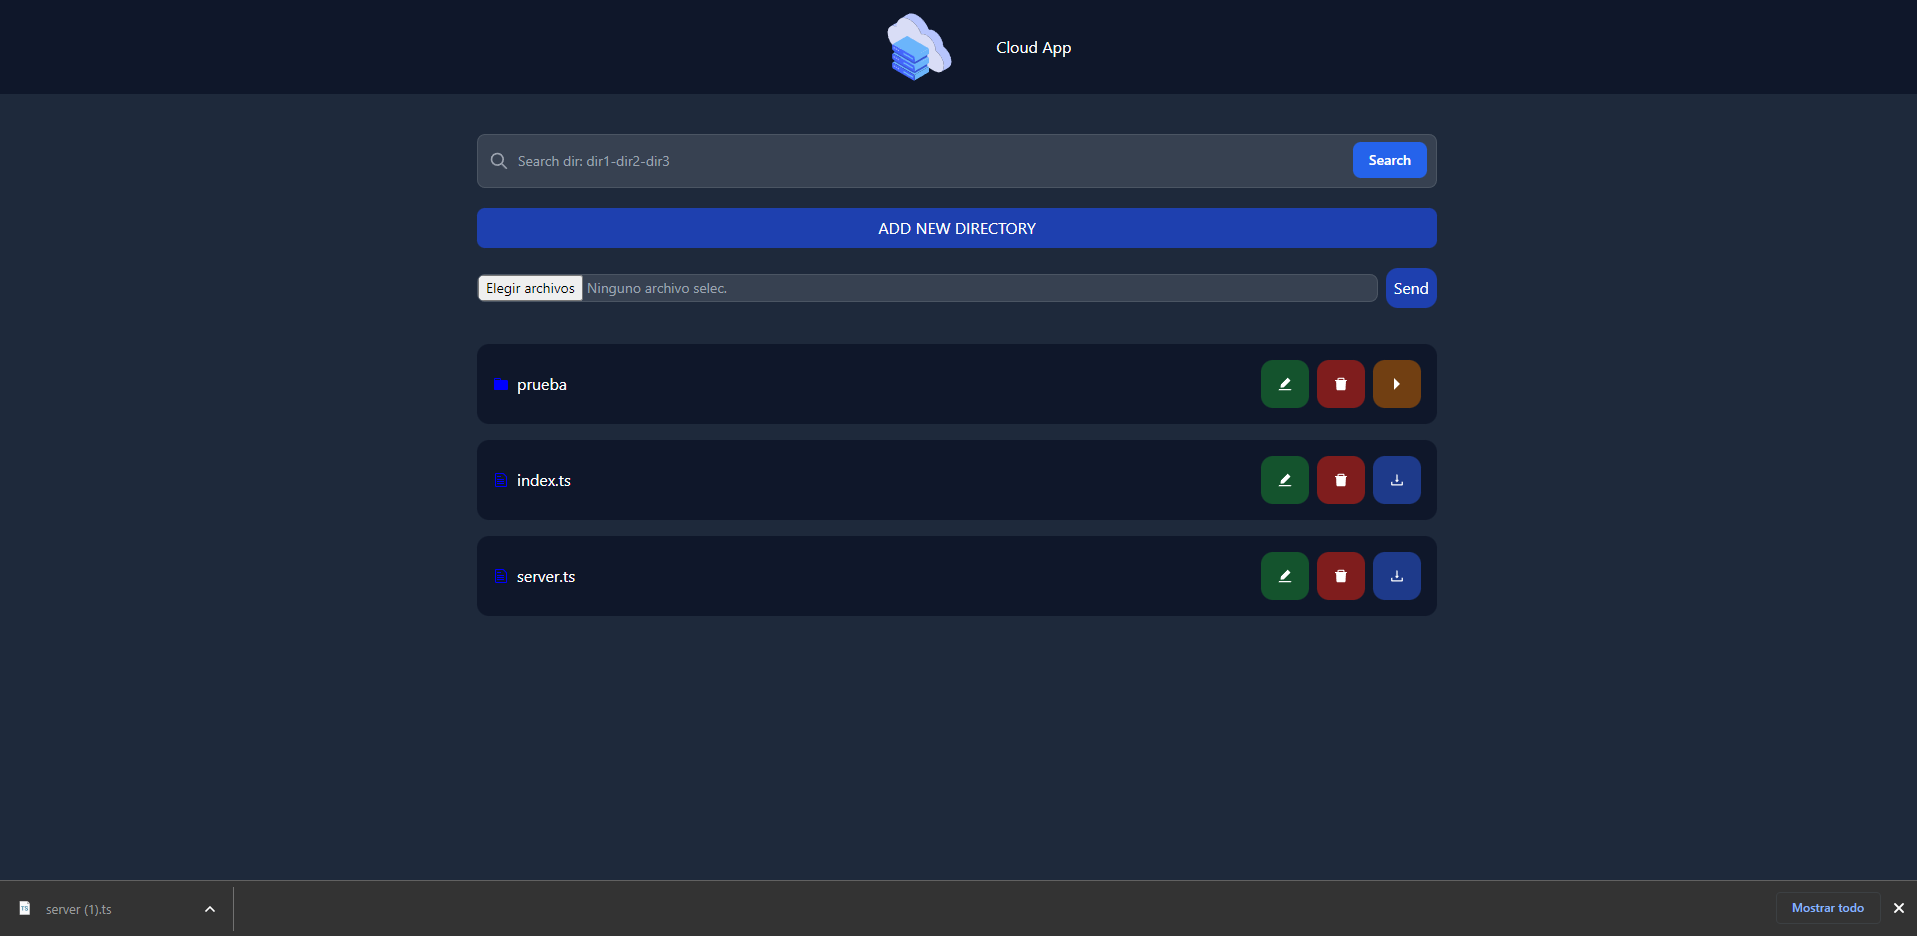 Cloud App
Search dir: dir1-dir2-dir3
Search
ADD NEW DIRECTORY
Elegir archivos Ninguno archivo selec.
Send
prueba
index.ts
server.ts
server (1).ts
Mostrar todo